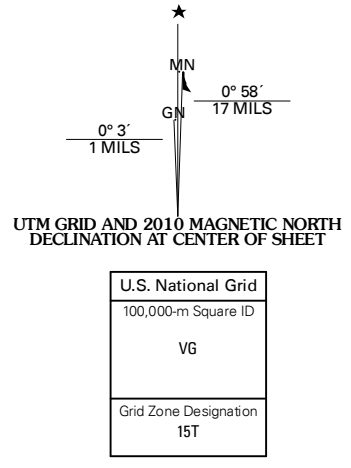 ★
MN
0° 58´
17 MILS
GN
0° 3´
1 MILS
UTM GRID AND 2010 MAGNETIC NORTH
DECLINATION AT CENTER OF SHEET
U.S. National Grid
100,000-m Square ID
VG
Grid Zone Designation
15T